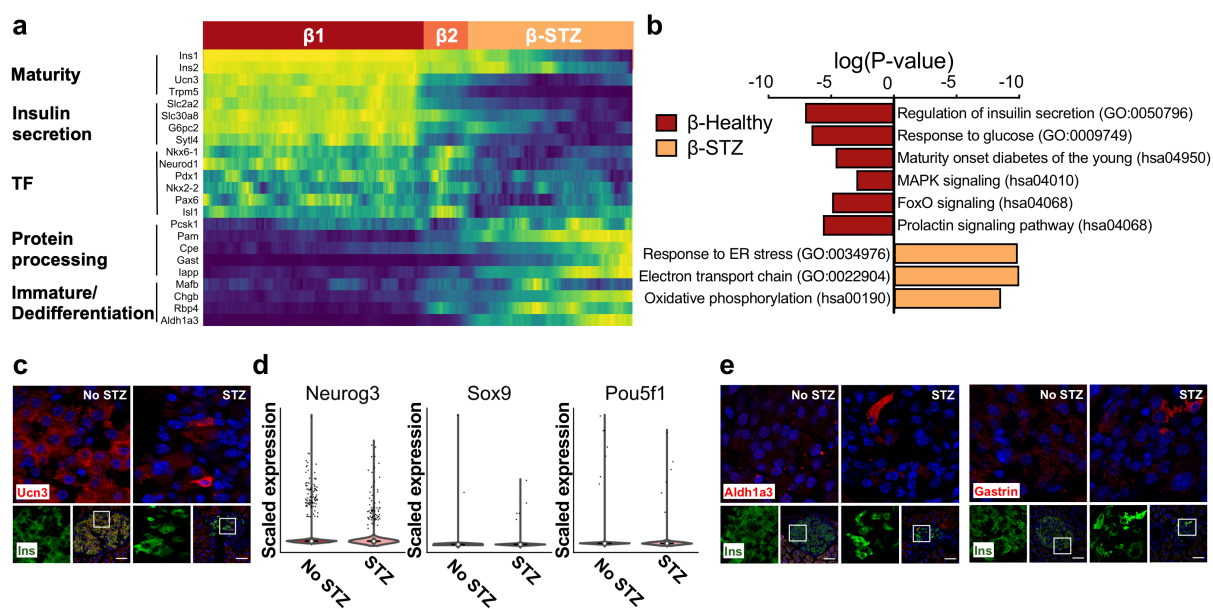 a
β1 β2 β-STZ
Maturity
Ins1
Ins2
Ucn3
Trpm5
Insulin
secretion
Slc2a2
Slc30a8
G6pc2
Sytl4
TF
Nkx6-1
Neurod1
Pdx1
Nkx2-2
Pax6
Isl1
Protein
processing
Pcsk1
Pam
Cpe
Gast
Iapp
Immature/
Dedifferentiation
Mafb
Chgb
Rbp4
Aldh1a3
b
log(P-value)
-10 -5 -0 -5 -10
β-Healthy
β-STZ
Regulation of insuilin secretion (GO:0050796)
Response to glucose (GO:0009749)
Maturity onset diabetes of the young (hsa04950)
MAPK signaling (hsa04010)
FoxO signaling (hsa04068)
Prolactin signaling pathway (hsa04068)
Response to ER stress (GO:0034976)
Electron transport chain (GO:0022904)
Oxidative phosphorylation (hsa00190)
c
No STZ STZ
Ucn3
Ins
d
Neurog3 Sox9 Pou5f1
Scaled expression Scaled expression Scaled expression
No STZ STZ No STZ STZ No STZ STZ
e
No STZ STZ No STZ STZ
Aldh1a3 Gastrin
Ins Ins